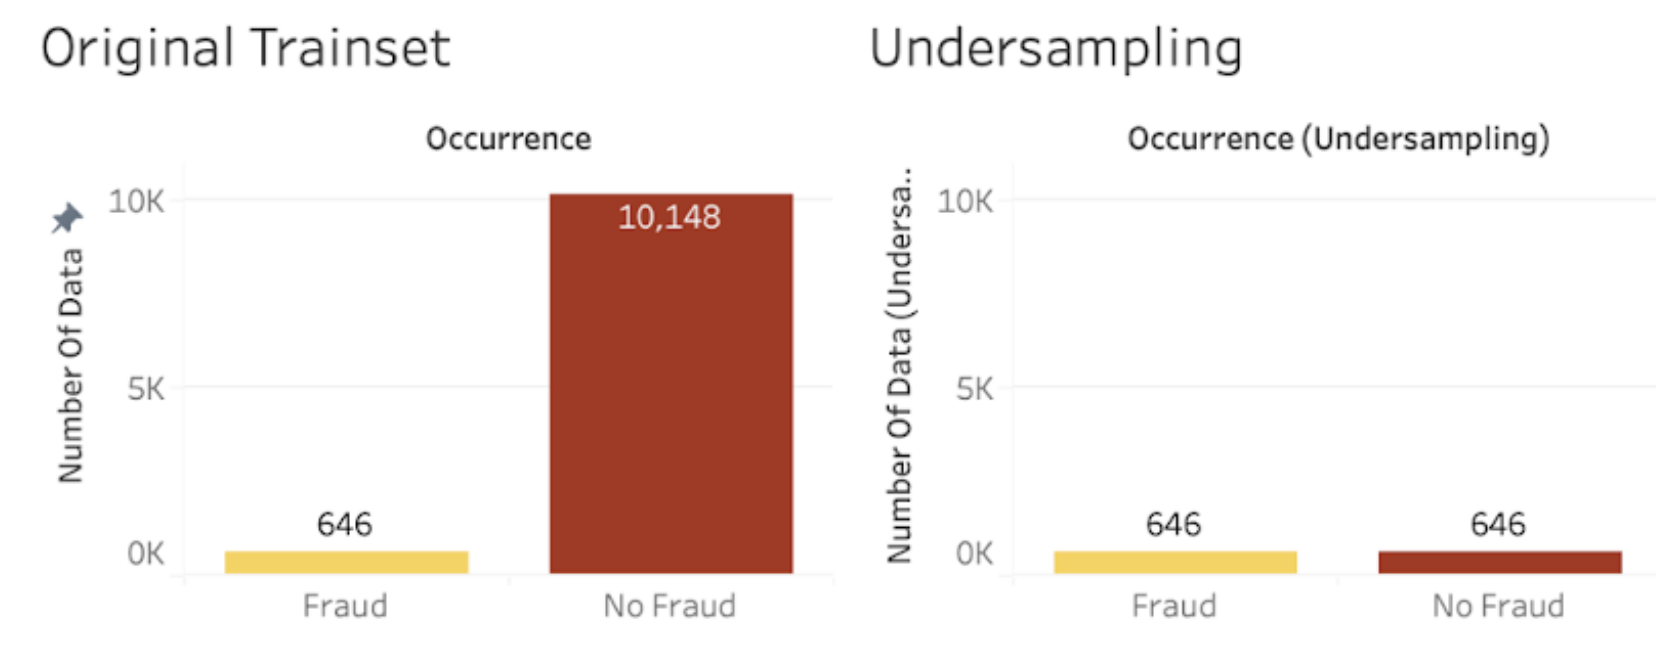 Original Trainset
Occurrence
Number Of Data
10K
5K
0K
10,148
646
Fraud
No Fraud
Undersampling
Occurrence (Undersampling)
Number Of Data (Undersa..
10K
5K
0K
646
646
Fraud
No Fraud